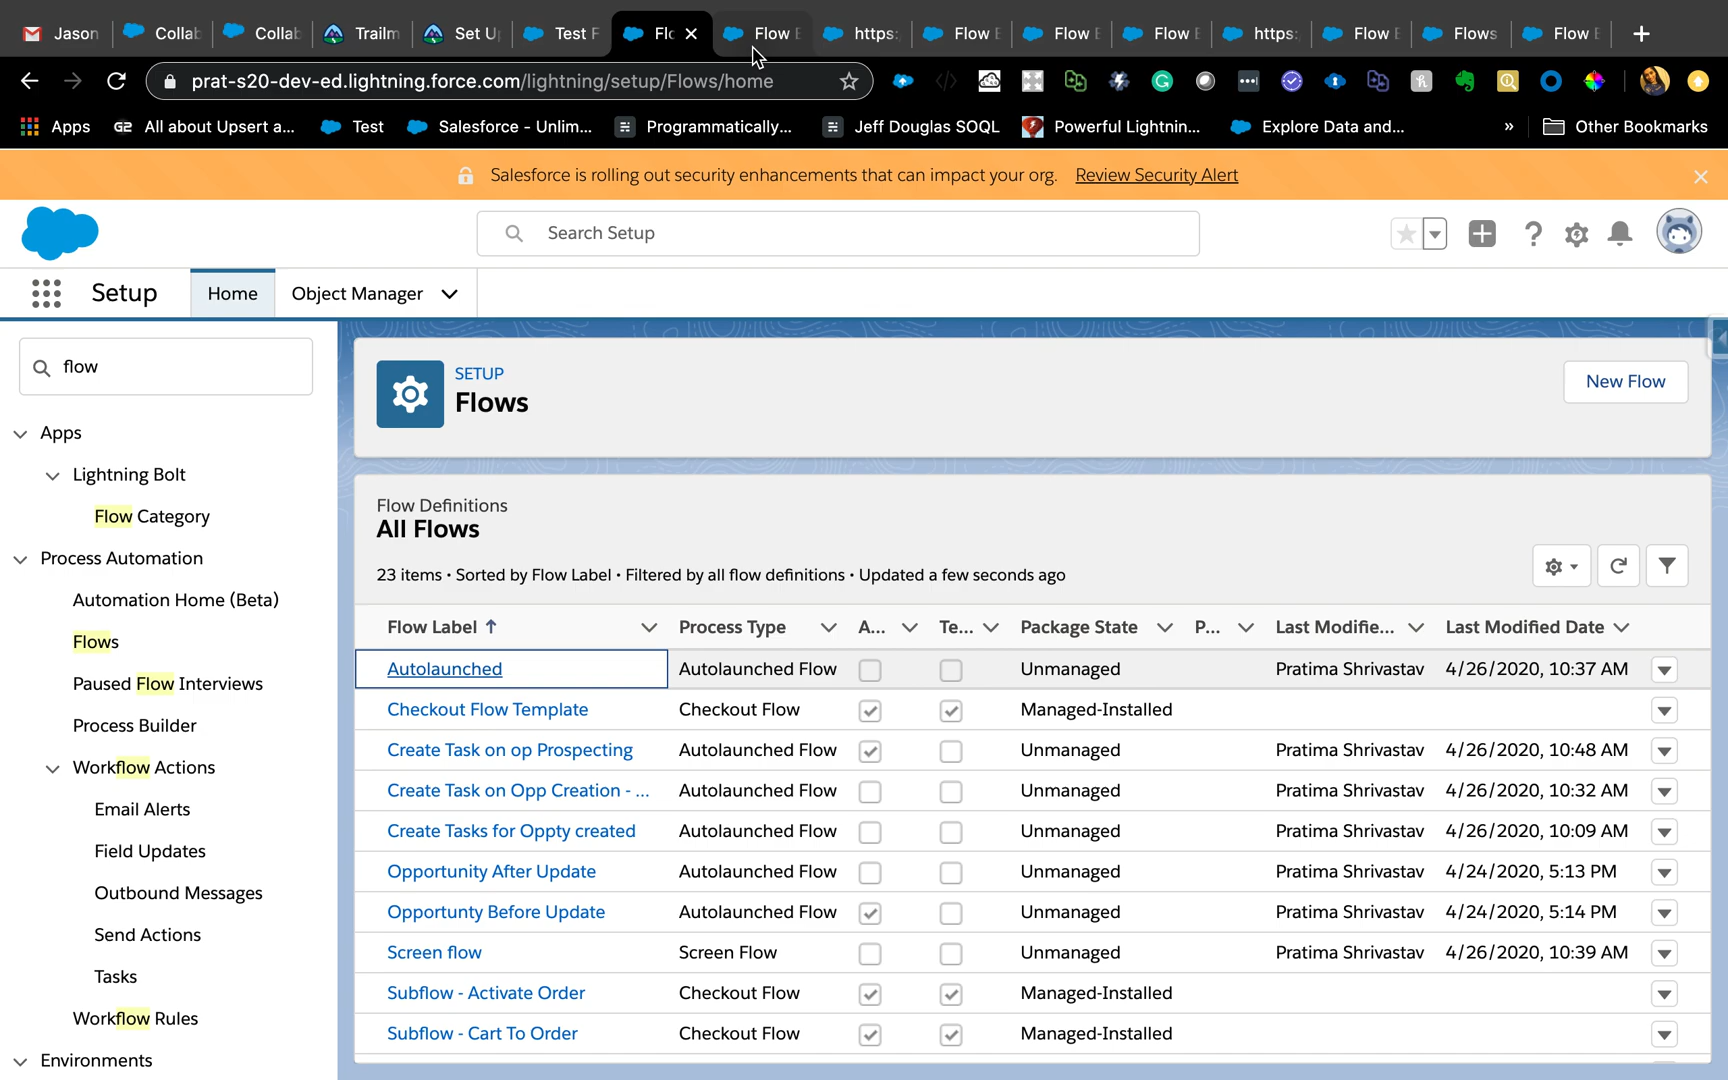 Jason
Collab
Collab
Trailm
Set U
Test F
Flo
Flow E
https:
Flow E
Flow E
Flow E
https:
Flow E
Flows
Flow E
prat-s20-dev-ed.lightning.force.com/lightning/setup/Flows/home
Apps
All about Upsert a...
Test
Salesforce - Unlim...
Programmatically...
Jeff Douglas SOQL
Powerful Lightnin...
Explore Data and...
»
Other Bookmarks
Salesforce is rolling out security enhancements that can impact your org. Review Security Alert
Search Setup
Setup
Home
Object Manager
flow
Apps
Lightning Bolt
Flow Category
Process Automation
Automation Home (Beta)
Flows
Paused Flow Interviews
Process Builder
Workflow Actions
Email Alerts
Field Updates
Outbound Messages
Send Actions
Tasks
Workflow Rules
Environments
SETUP
Flows
New Flow
Flow Definitions
All Flows
23 items • Sorted by Flow Label • Filtered by all flow definitions • Updated a few seconds ago
Flow Label ↑ Process Type A... Te... Package State P... Last Modifie... Last Modified Date
Autolaunched Autolaunched Flow Unmanaged Pratima Shrivastav 4/26/2020, 10:37 AM
Checkout Flow Template Checkout Flow Managed-Installed
Create Task on op Prospecting Autolaunched Flow Unmanaged Pratima Shrivastav 4/26/2020, 10:48 AM
Create Task on Opp Creation - ... Autolaunched Flow Unmanaged Pratima Shrivastav 4/26/2020, 10:32 AM
Create Tasks for Oppty created Autolaunched Flow Unmanaged Pratima Shrivastav 4/26/2020, 10:09 AM
Opportunity After Update Autolaunched Flow Unmanaged Pratima Shrivastav 4/24/2020, 5:13 PM
Opportunty Before Update Autolaunched Flow Unmanaged Pratima Shrivastav 4/24/2020, 5:14 PM
Screen flow Screen Flow Unmanaged Pratima Shrivastav 4/26/2020, 10:39 AM
Subflow - Activate Order Checkout Flow Managed-Installed
Subflow - Cart To Order Checkout Flow Managed-Installed